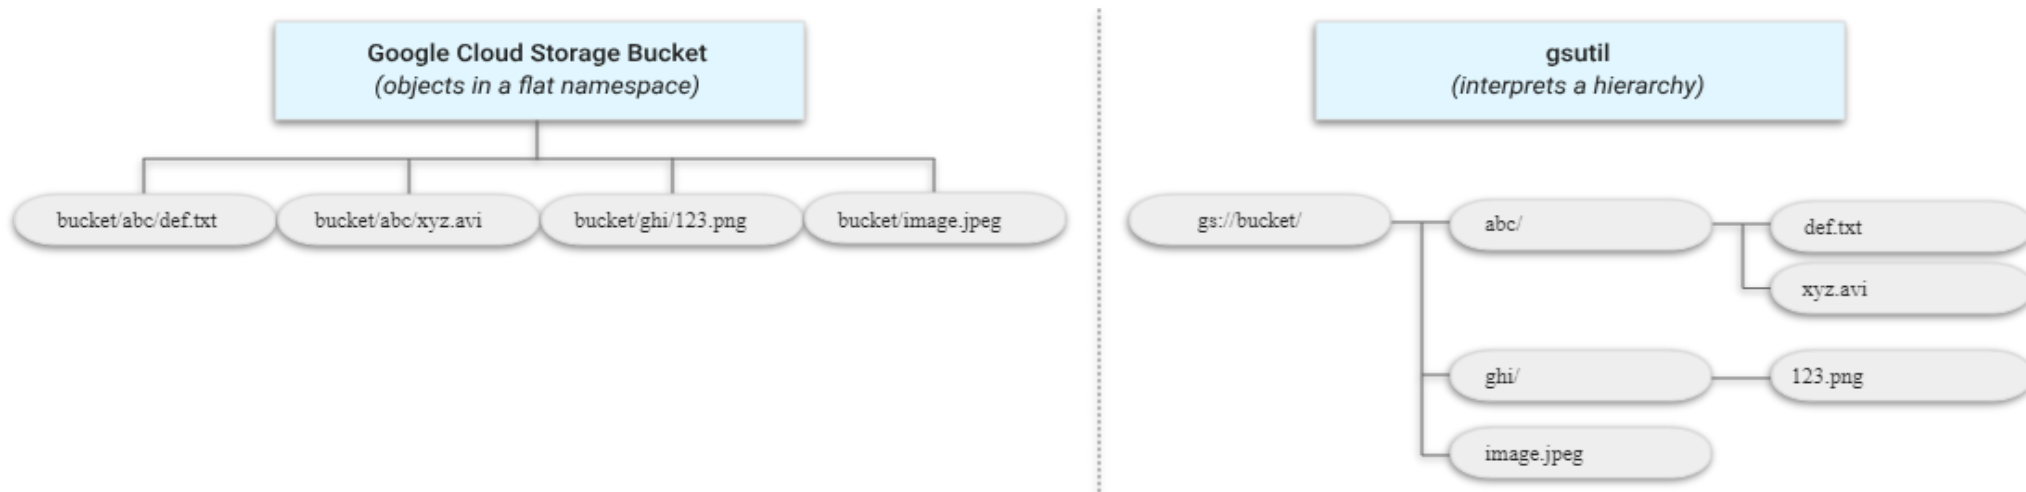 Google Cloud Storage Bucket
(objects in a flat namespace)
bucket/abc/def.txt
bucket/abc/xyz.avi
bucket/ghi/123.png
bucket/image.jpeg
gsutil
(interprets a hierarchy)
gs://bucket/
abc/
def.txt
xyz.avi
ghi/
123.png
image.jpeg